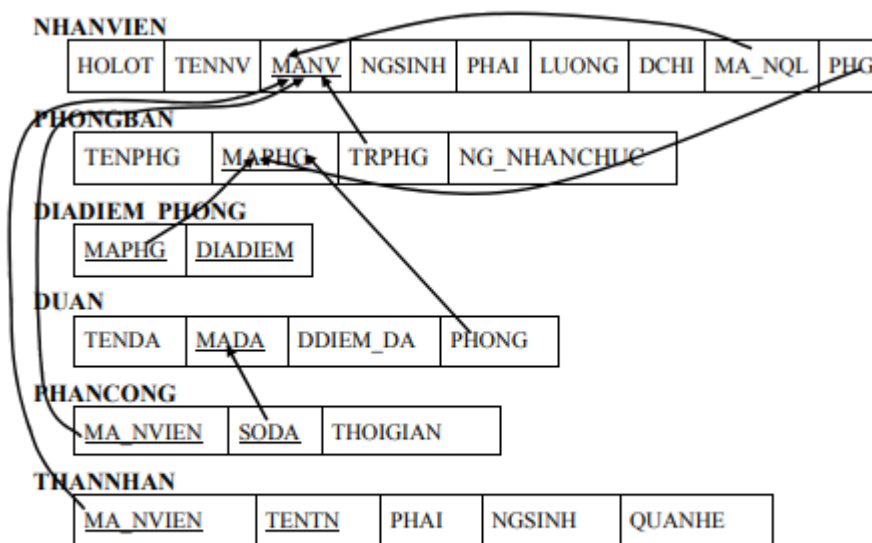 NHANVIEN
HOLOT TENNV MANV NGSINH PHAI LUONG DCHI MA_NQL PHG
PHONGBAN
TENPHG MAPHG TRPHG NG_NHANCHUC
DIADIEM_PHONG
MAPHG DIADIEM
DUAN
TENDA MADA DDIEM_DA PHONG
PHANCONG
MA_NVIEN SODA THOIGIAN
THANNHAN
MA_NVIEN TENTN PHAI NGSINH QUANHE